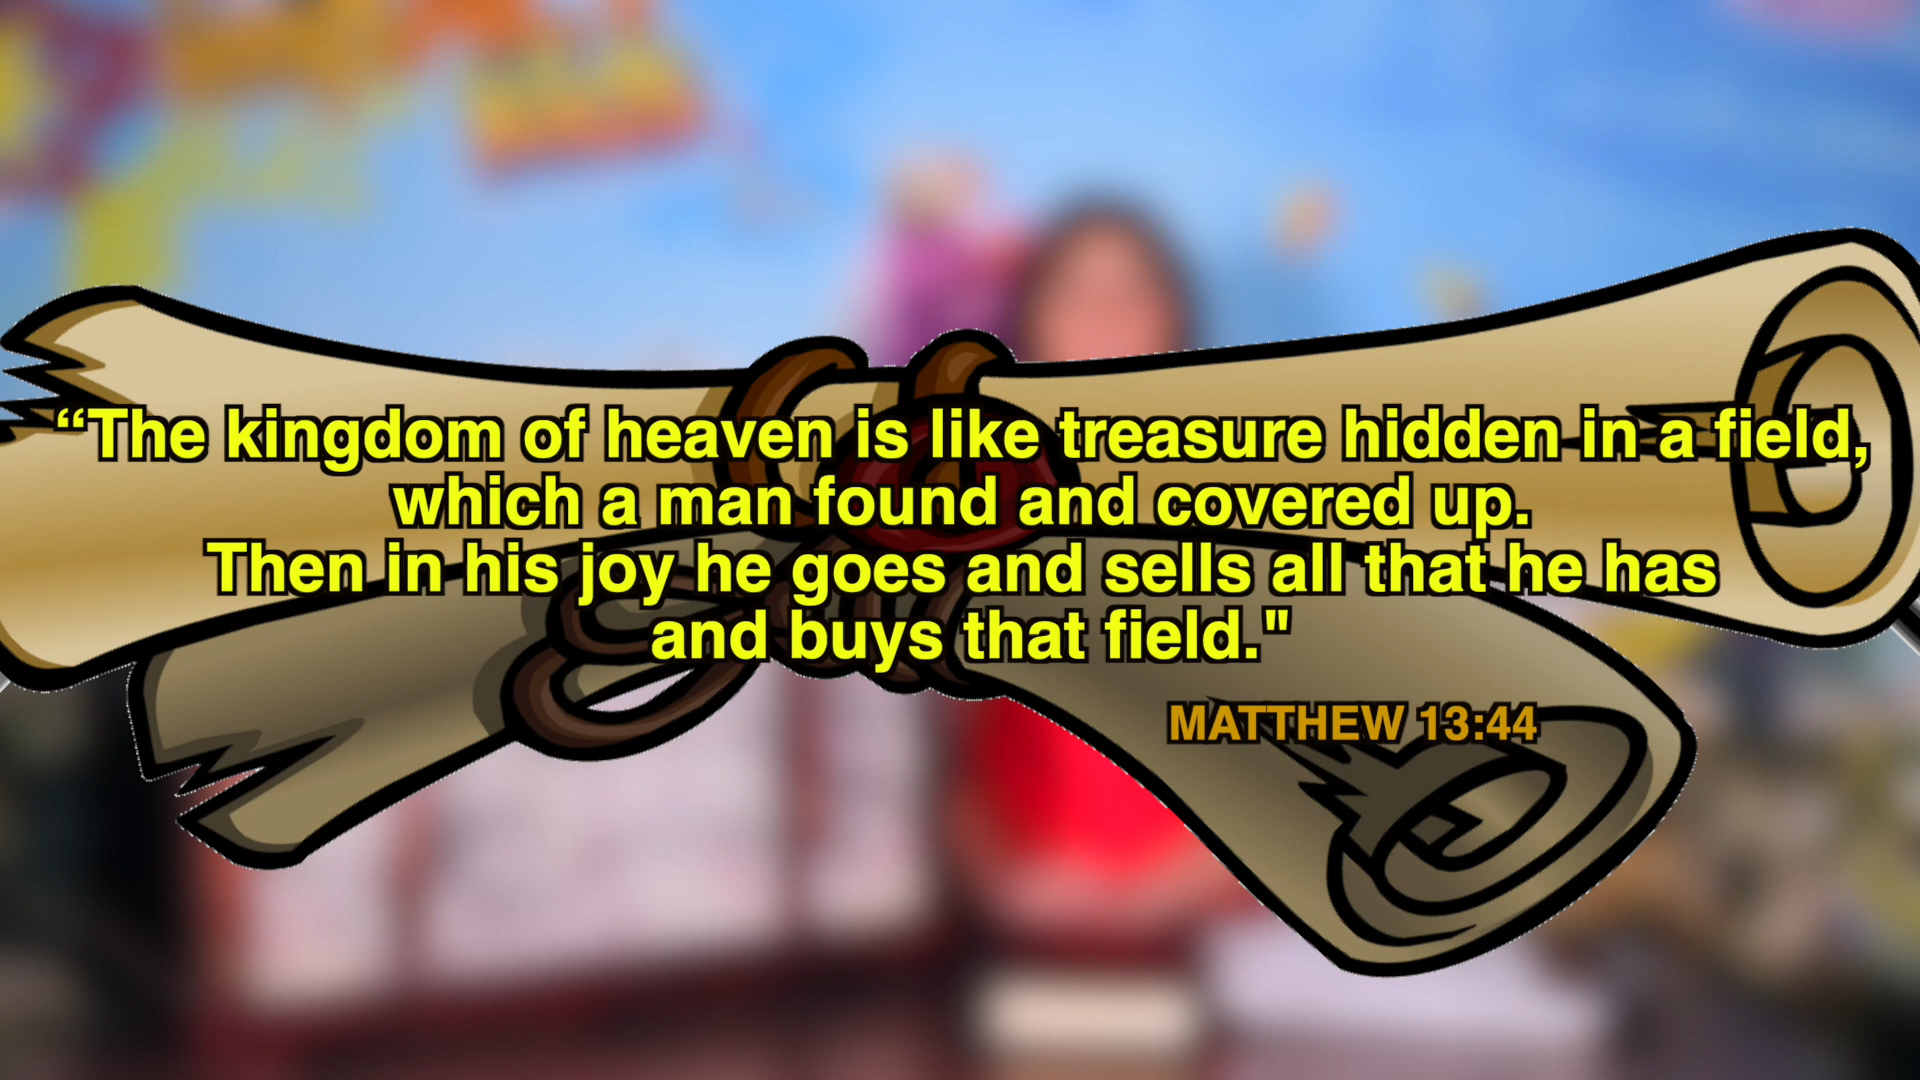 “The kingdom of heaven is like treasure hidden in a field,
which a man found and covered up.
Then in his joy he goes and sells all that he has
and buys that field."
MATTHEW 13:44